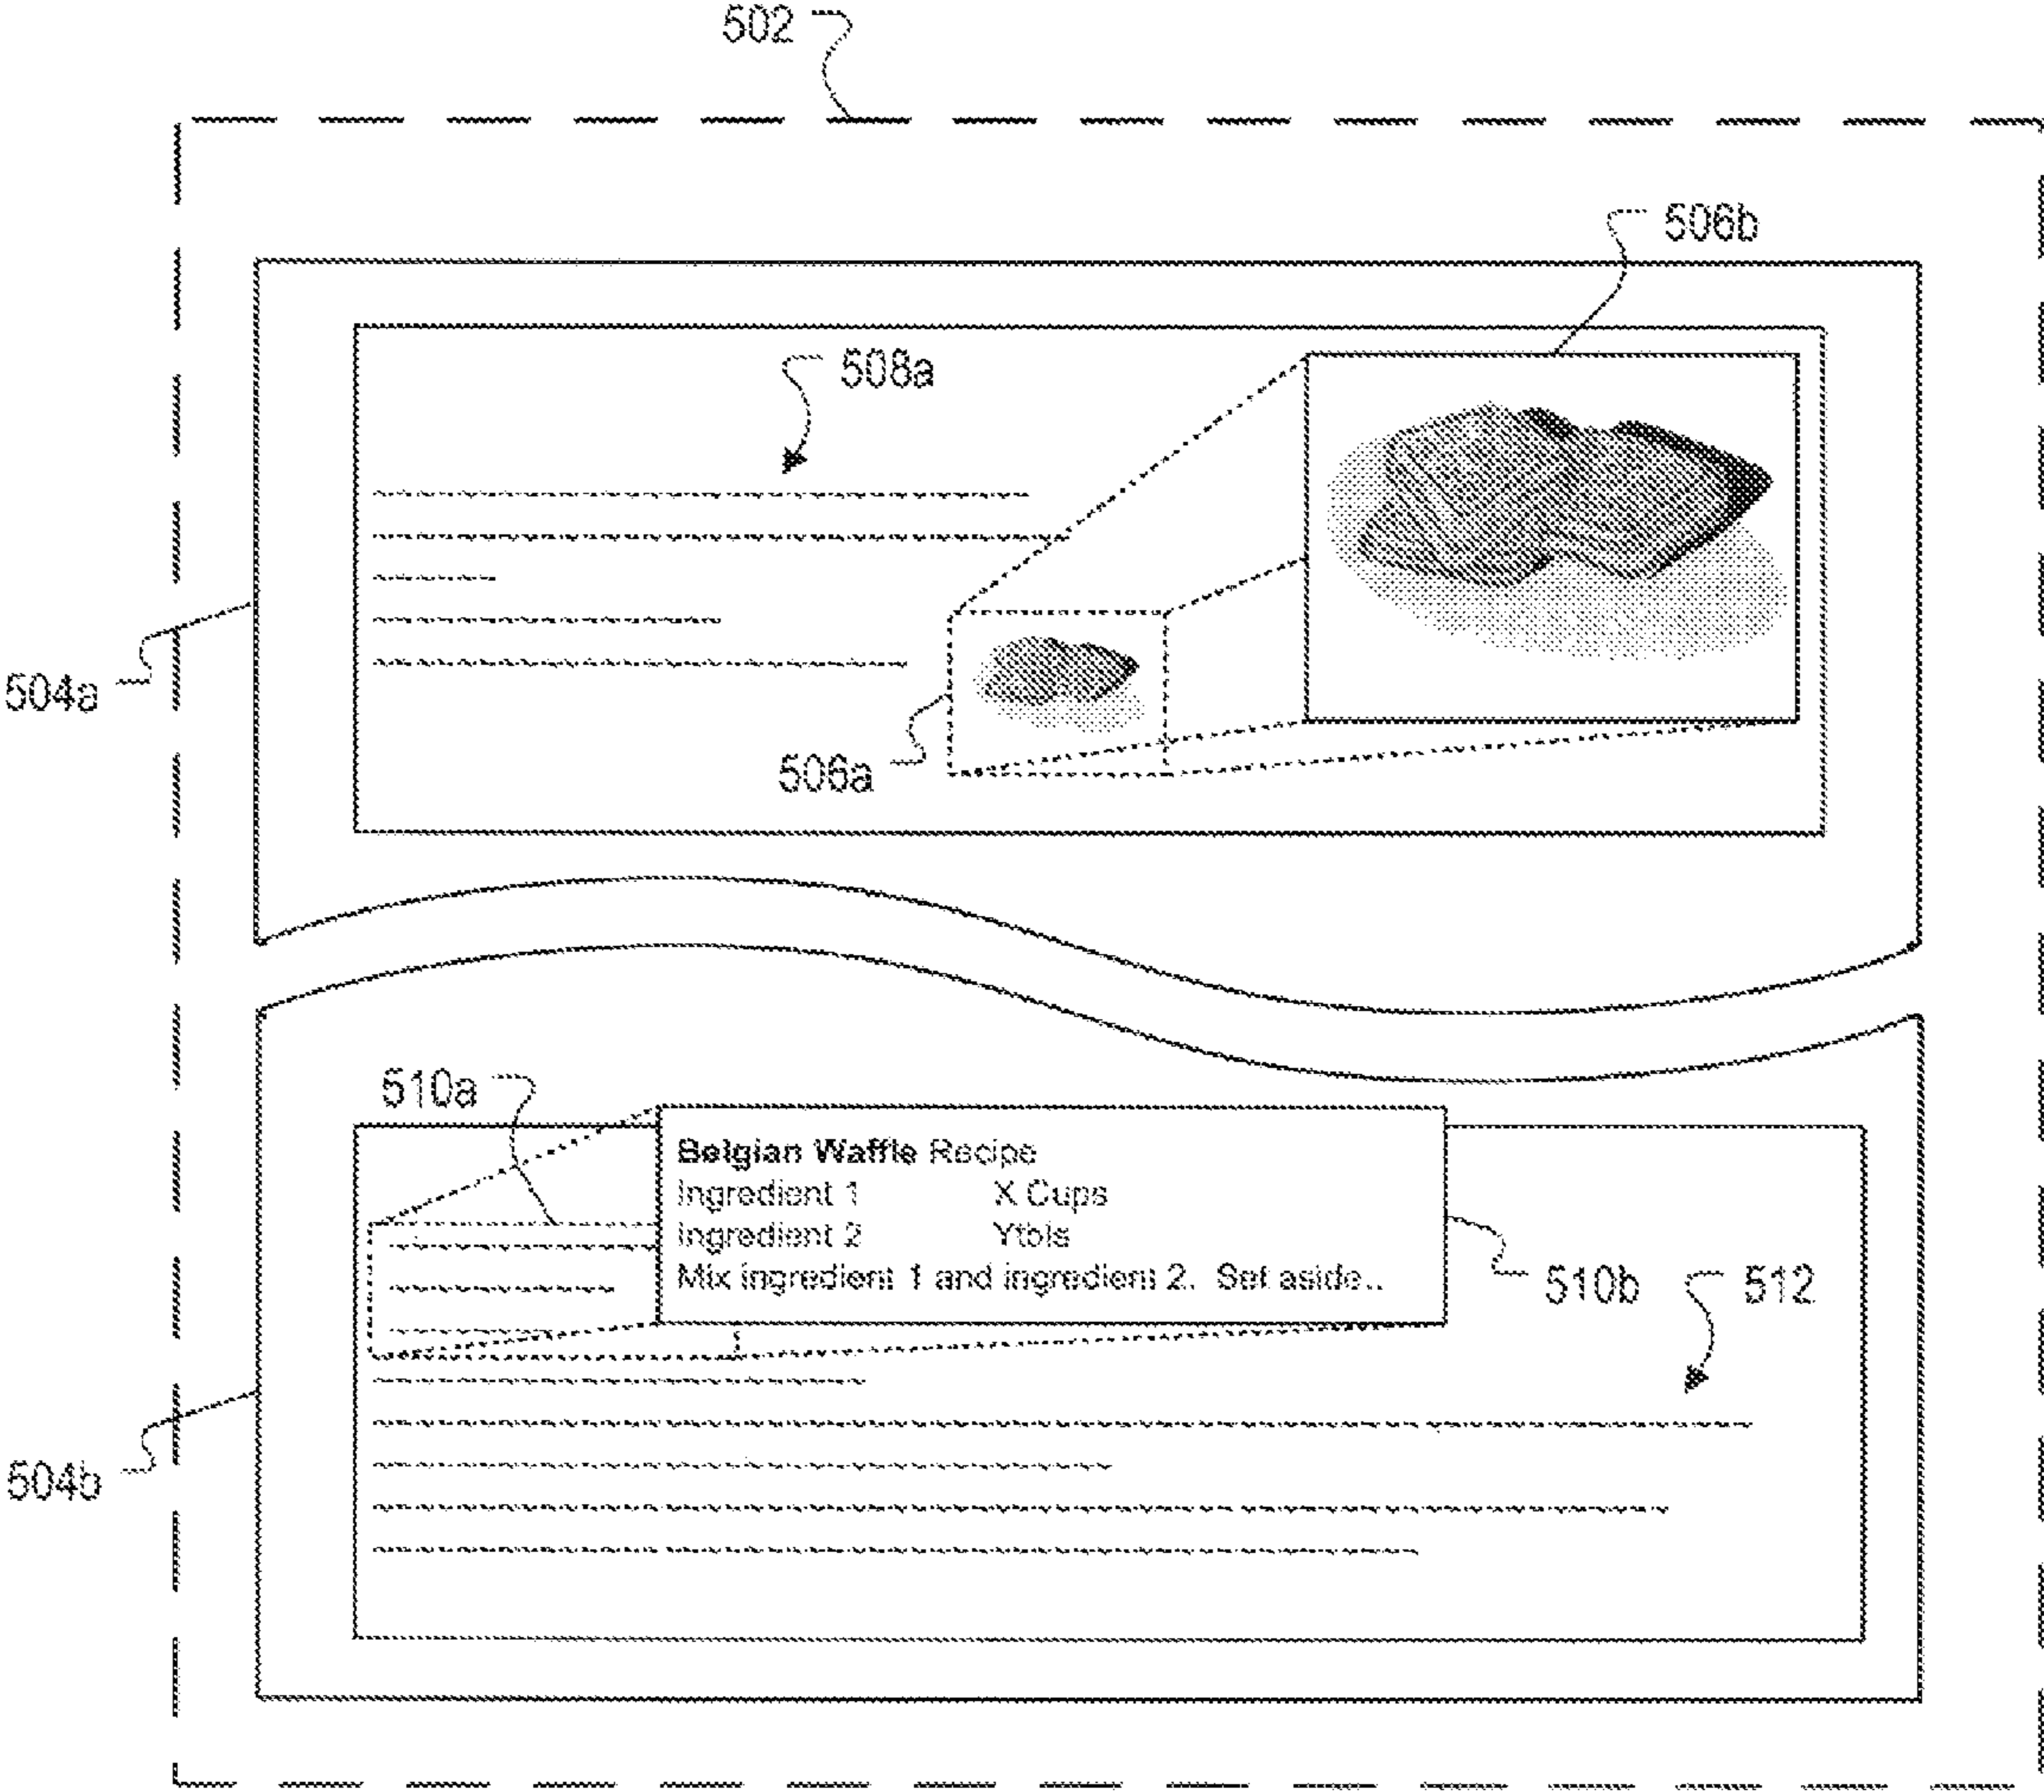 502
506b
508a
504a
506a
510a
Belgian Waffle Recipe
Ingredient 1 X Cups
Ingredient 2 Ytbls
Mix ingredient 1 and ingredient 2. Set aside..
510b
512
504b